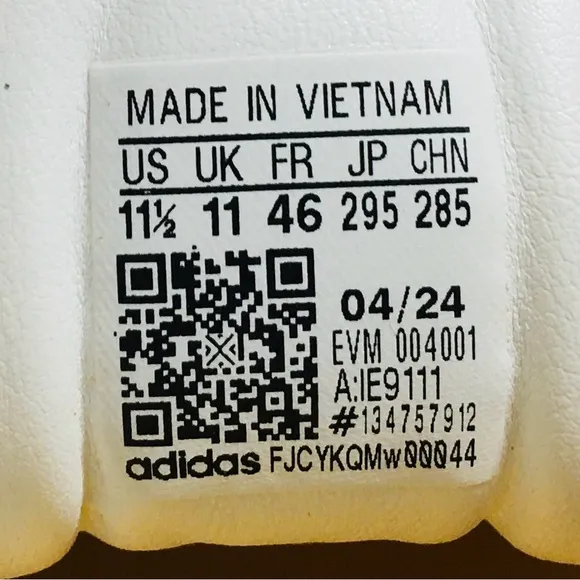 MADE IN VIETNAM
US UK FR JP CHN
11½ 11 46 295 285
04/24
EVM 004001
A:IE9111
#134757912
adidas FJCYKQMw00044